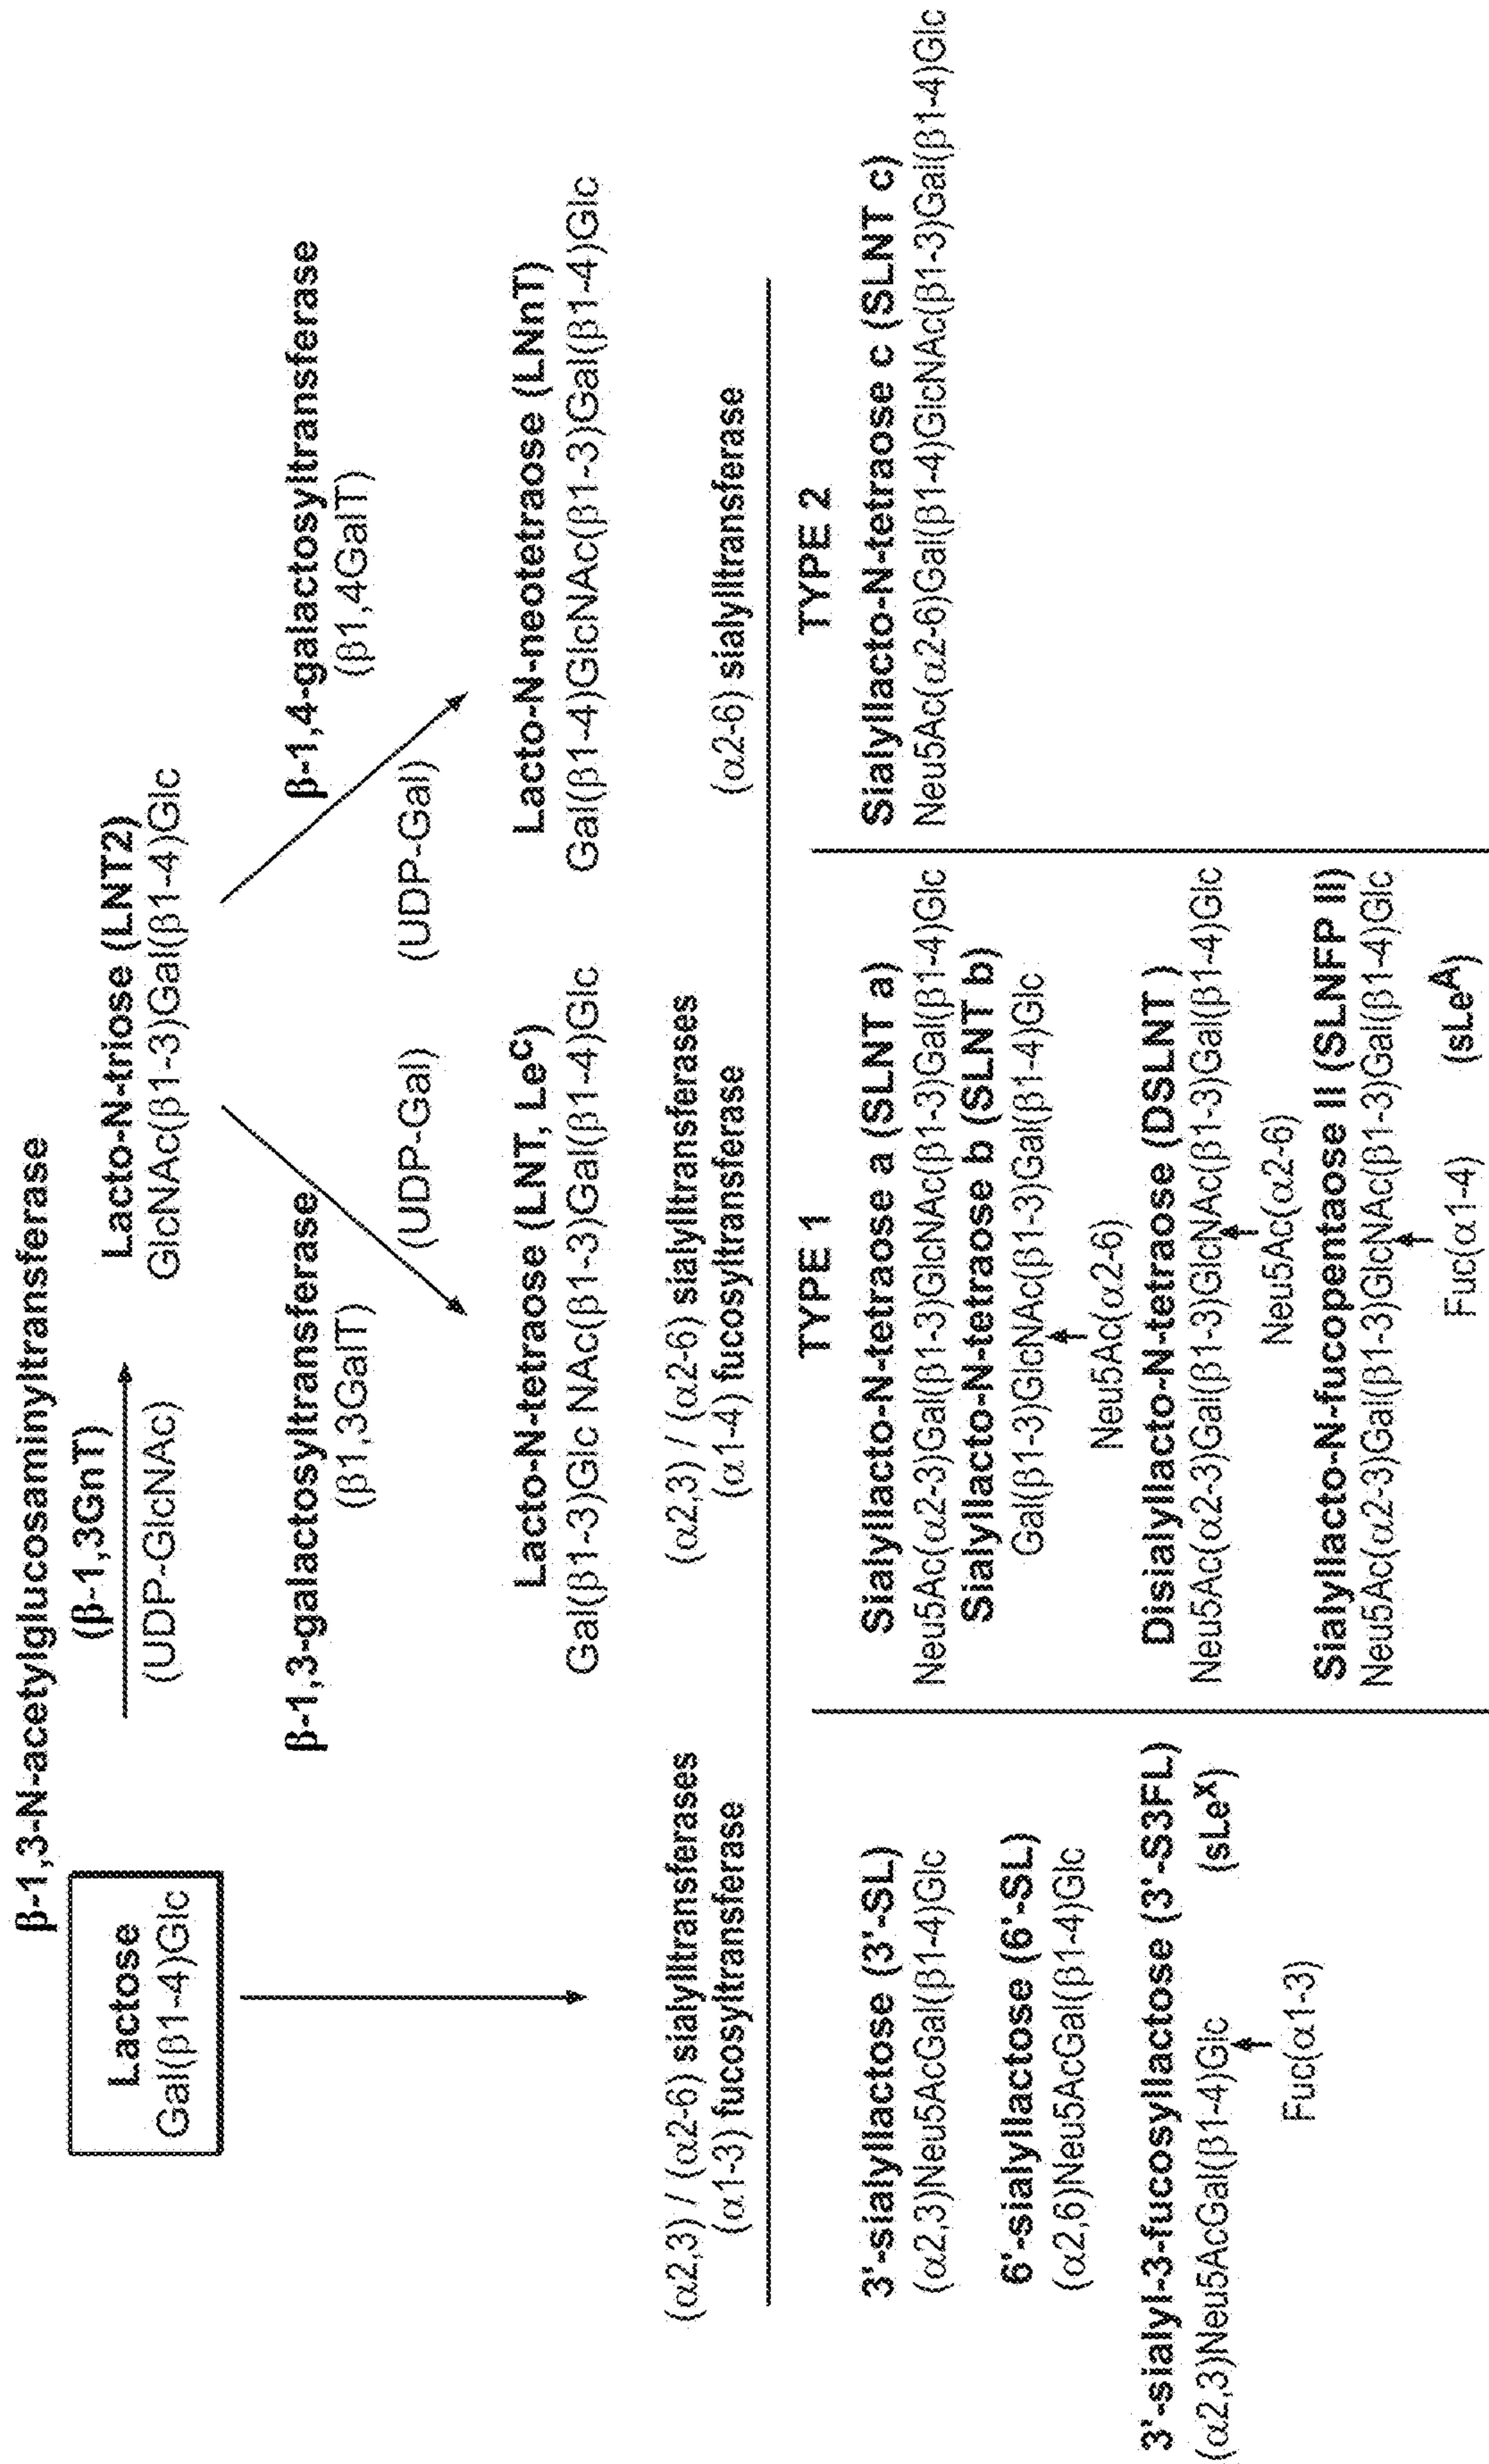 β-1,3-N-acetylglucosaminyltransferase
(β-1,3GnT)
(UDP-GlcNAc)
Lactose
Gal(β1-4)Glc
Lacto-N-triose (LNT2)
GlcNAc(β1-3)Gal(β1-4)Glc
β-1,3-galactosyltransferase
(β1,3GalT)
(UDP-Gal)
β-1,4-galactosyltransferase
(β1,4GalT)
(UDP-Gal)
Lacto-N-tetraose (LNT, Le^C)
Gal(β1-3)Glc NAc(β1-3)Gal(β1-4)Glc
Lacto-N-neotetraose (LNnT)
Gal(β1-4)GlcNAc(β1-3)Gal(β1-4)Glc
(α2,3) / (α2-6) sialylltransferases
(α1-3) fucosyltransferase
(α2,3) / (α2-6) sialyltransferases
(α1-4) fucosyltransferase
(α2-6) sialylltransferase
3'-sialyllactose (3'-SL)
(α2,3)Neu5AcGal(β1-4)Glc
6'-sialyllactose (6'-SL)
(α2,6)Neu5AcGal(β1-4)Glc
3'-sialyl-3-fucosyllactose (3'-S3FL)
(α2,3)Neu5AcGal(β1-4)Glc
(sLe^X)
Fuc(α1-3)
TYPE 1
Sialyllacto-N-tetraose a (SLNT a)
Neu5Ac(α2-3)Gal(β1-3)GlcNAc(β1-3)Gal(β1-4)Glc
Sialyllacto-N-tetraose b (SLNT b)
Gal(β1-3)GlcNAc(β1-3)Gal(β1-4)Glc
Neu5Ac(α2-6)
Disialyllacto-N-tetraose (DSLNT )
Neu5Ac(α2-3)Gal(β1-3)GlcNAc(β1-3)Gal(β1-4)Glc
Neu5Ac(α2-6)
Sialyllacto-N-fucopentaose II (SLNFP II)
Neu5Ac(α2-3)Gal(β1-3)GlcNAc(β1-3)Gal(β1-4)Glc
Fuc(α1-4)
(sLe^A)
TYPE 2
Sialyllacto-N-tetraose c (SLNT c)
Neu5Ac(α2-6)Gal(β1-4)GlcNAc(β1-3)Gal(β1-4)Glc